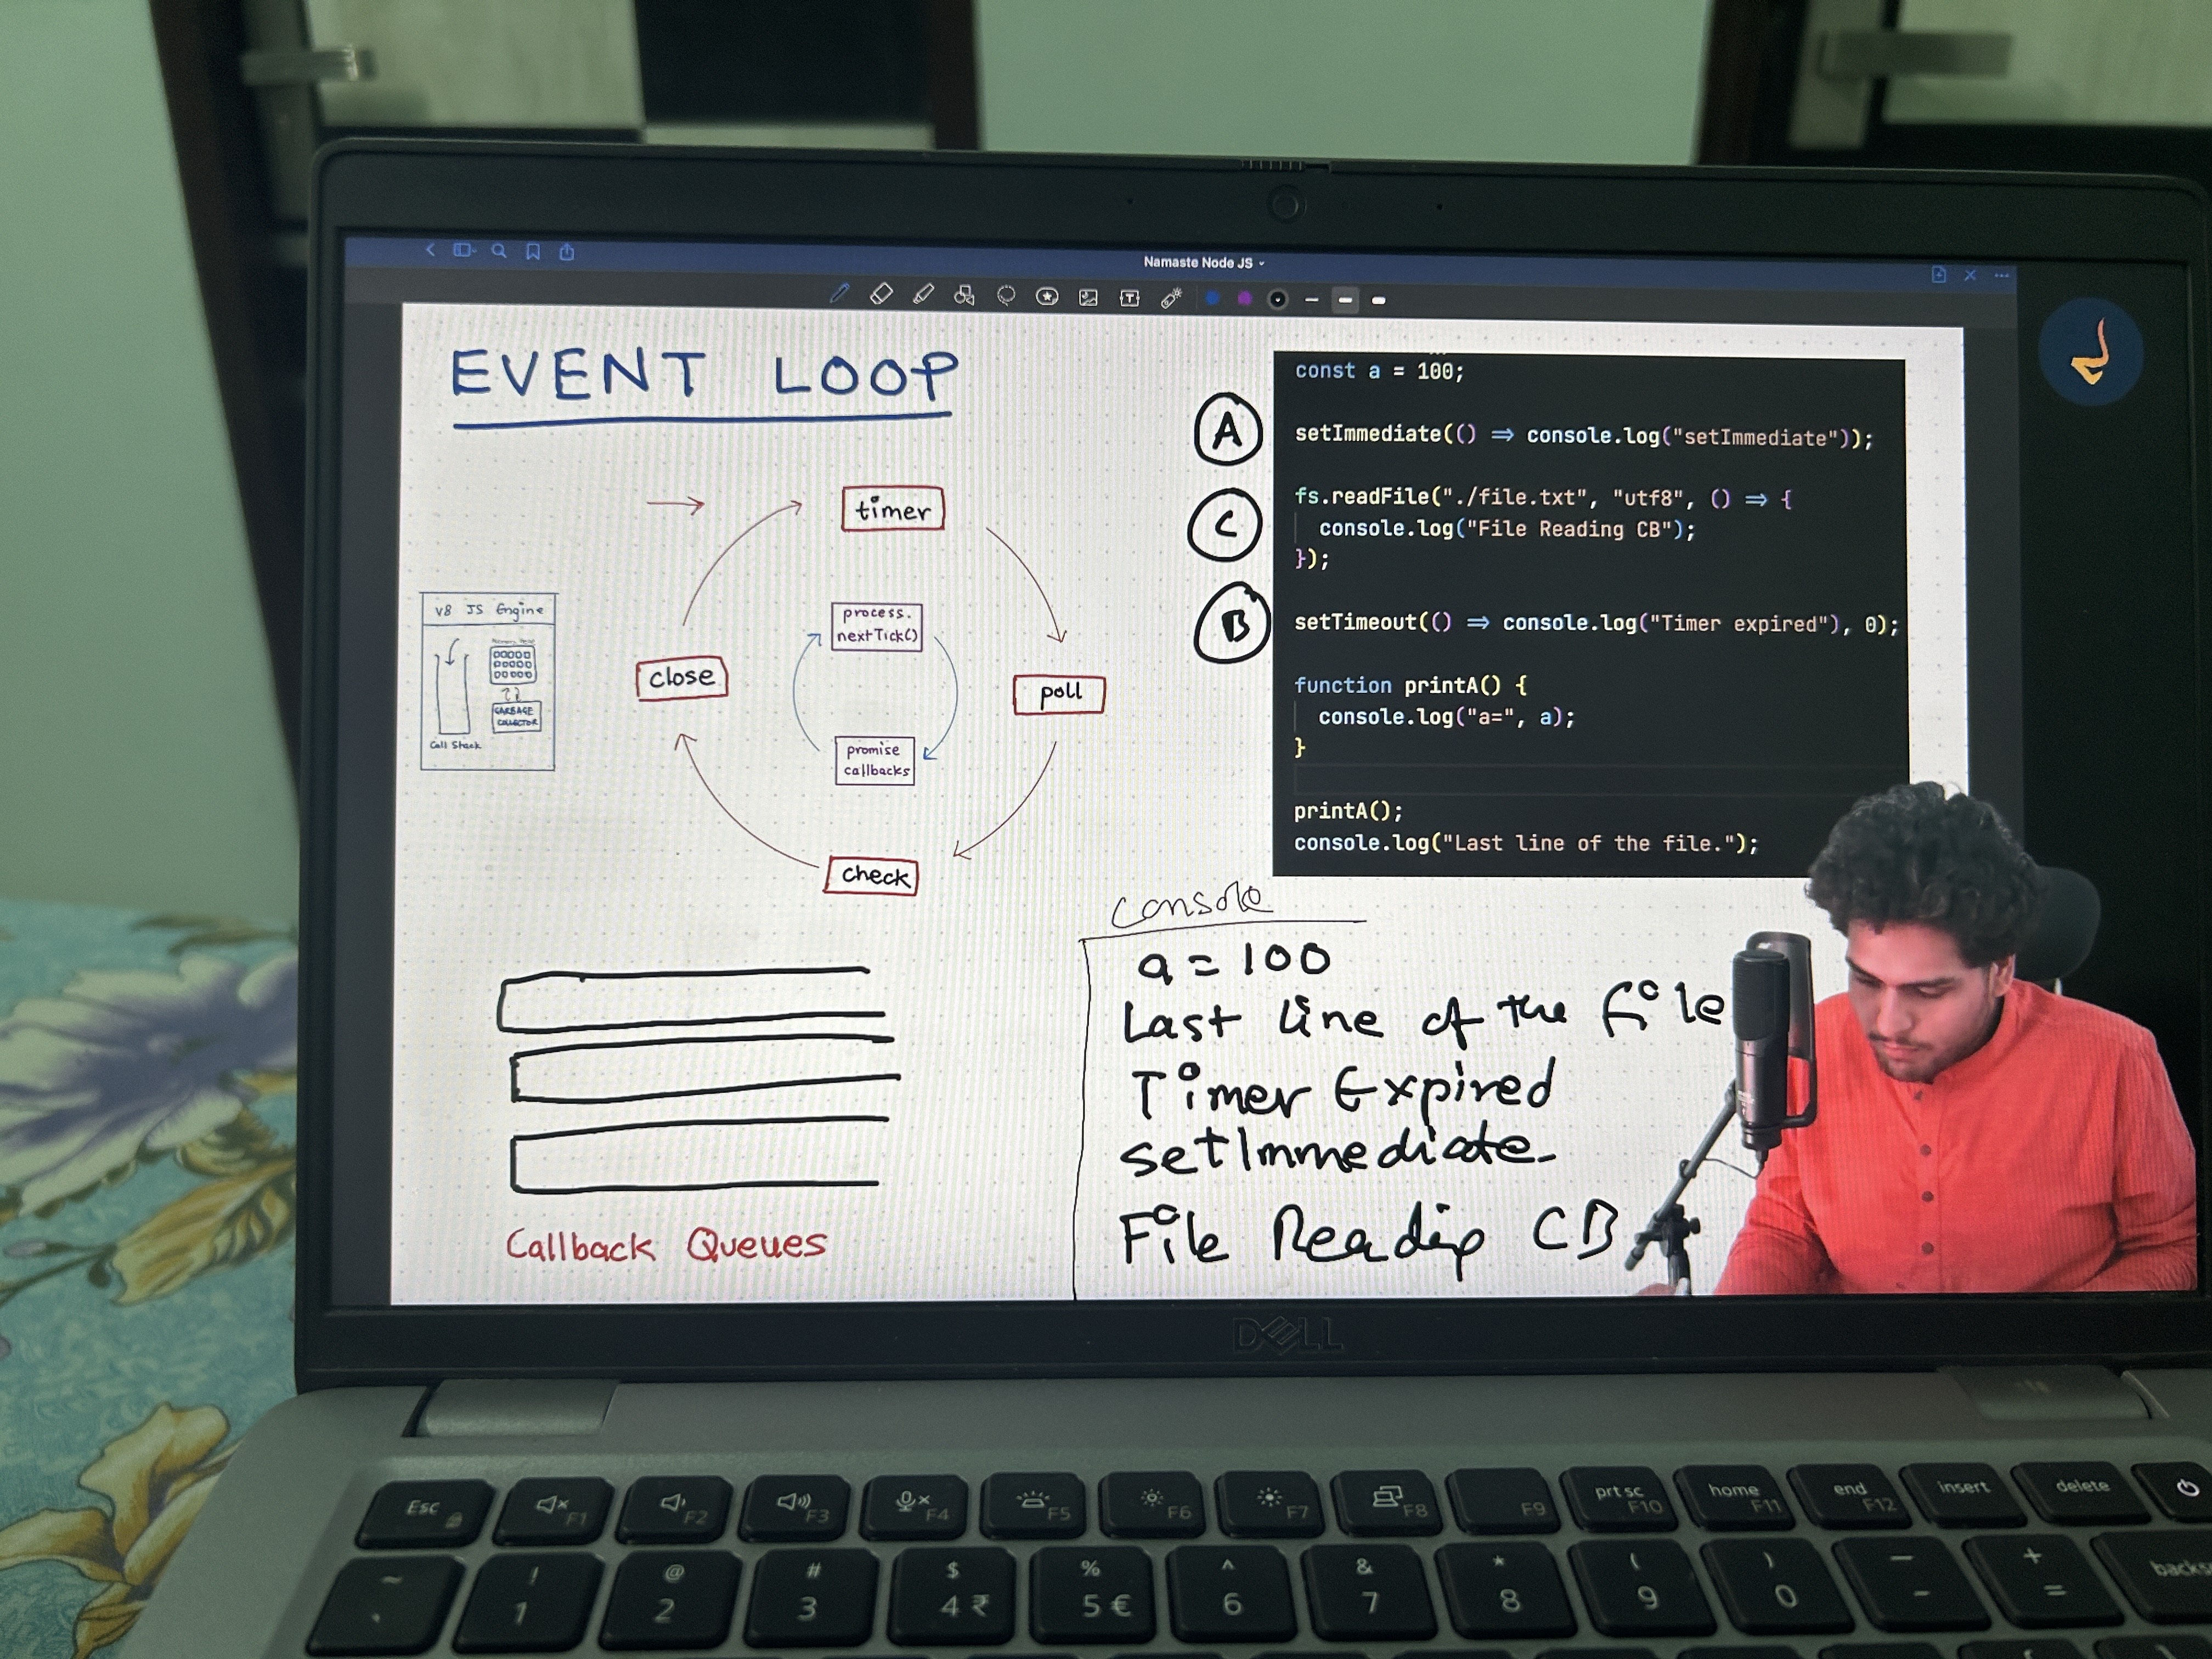 Namaste Node JS
EVENT LOOP
timer
poll
check
close
process.
nextTick()
promise
callbacks
V8 JS Engine
Memory Heap
GARBAGE
COLLECTOR
Call Stack
A
C
B
const a = 100;
setImmediate(() => console.log("setImmediate"));
fs.readFile("./file.txt", "utf8", () => {
console.log("File Reading CB");
});
setTimeout(() => console.log("Timer expired"), 0);
function printA() {
console.log("a=", a);
}
printA();
console.log("Last line of the file.");
Callback Queues
Console
a = 100
Last line of the file
Timer Expired
setImmediate
File Reading CB
DELL
Esc F1 F2 F3 F4 F5 F6 F7 F8 F9 prt sc F10 home F11 end F12 insert delete
~ ` ! 1 @ 2 # 3 $ 4 ₹ % 5 € ^ 6 & 7 * 8 ( 9 ) 0 — - + = backs